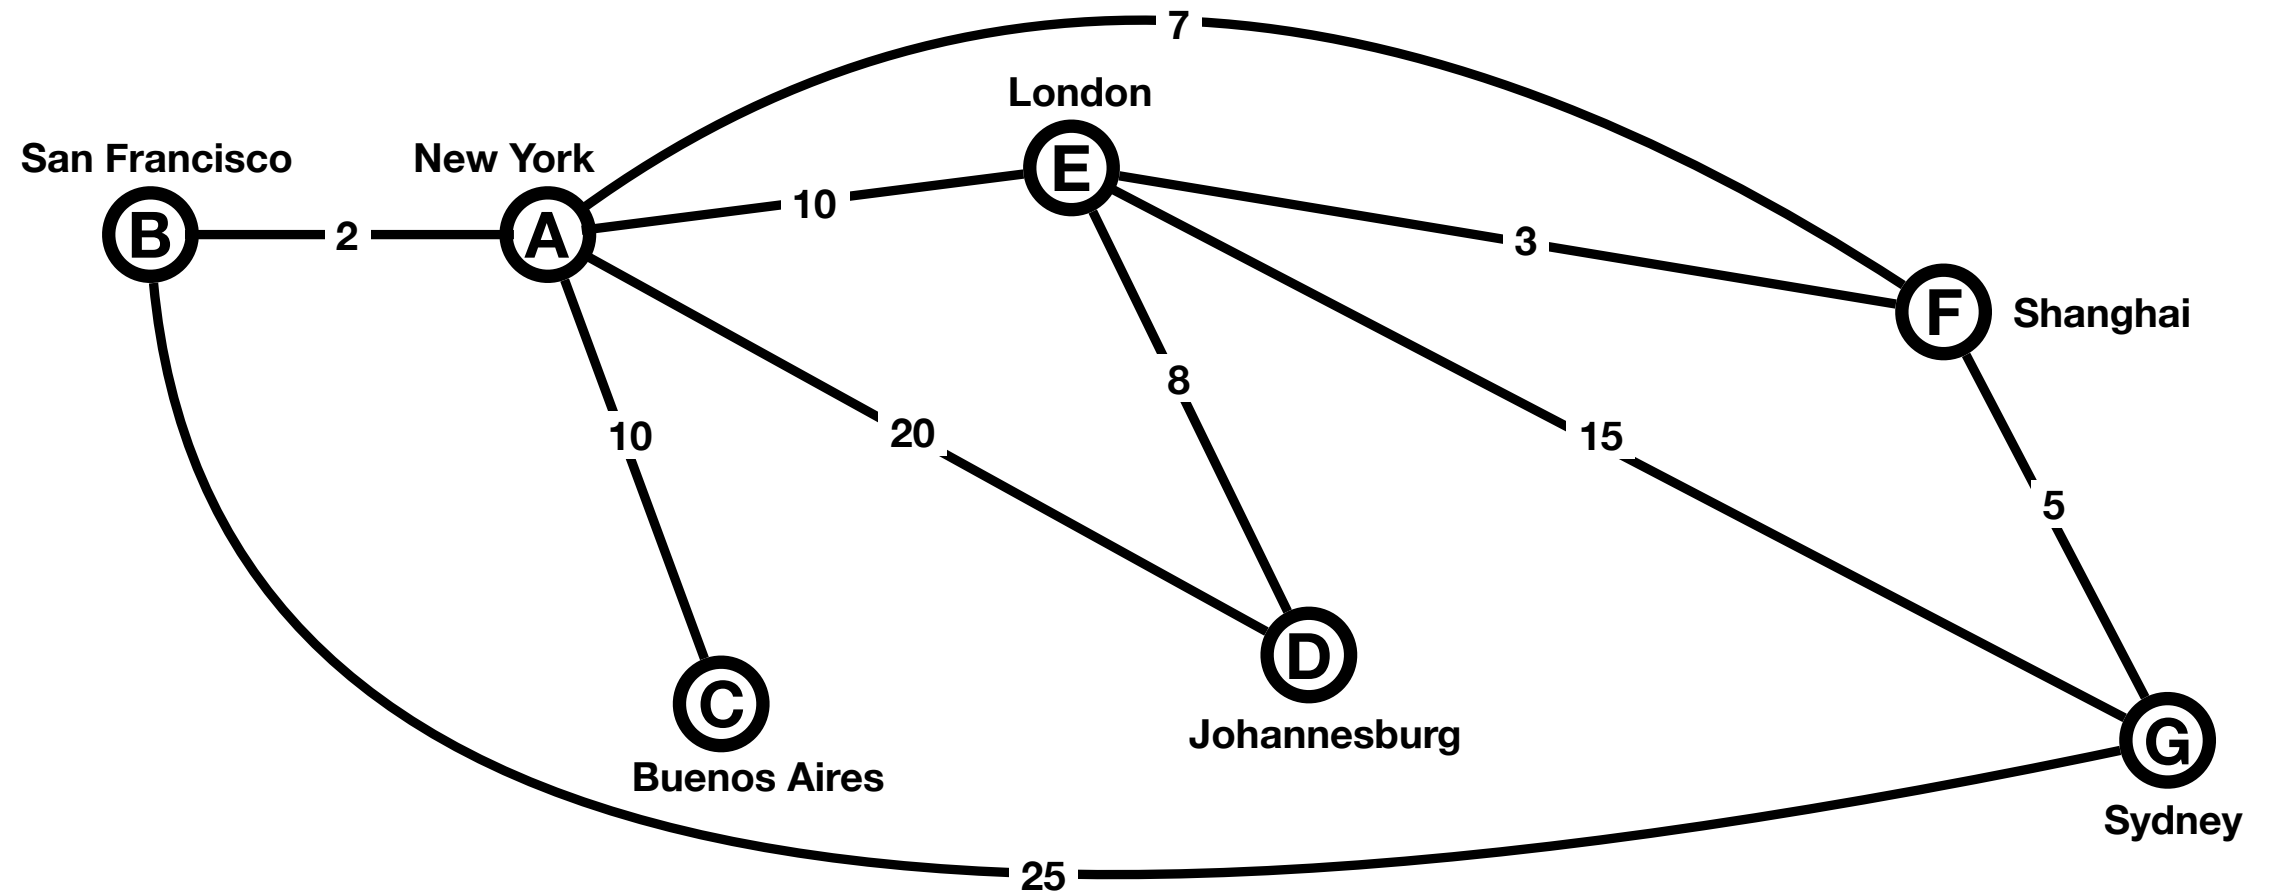 7
London
San Francisco
New York
E
10
B
2
A
3
F
Shanghai
8
10
20
15
5
D
C
Johannesburg
G
Buenos Aires
Sydney
25